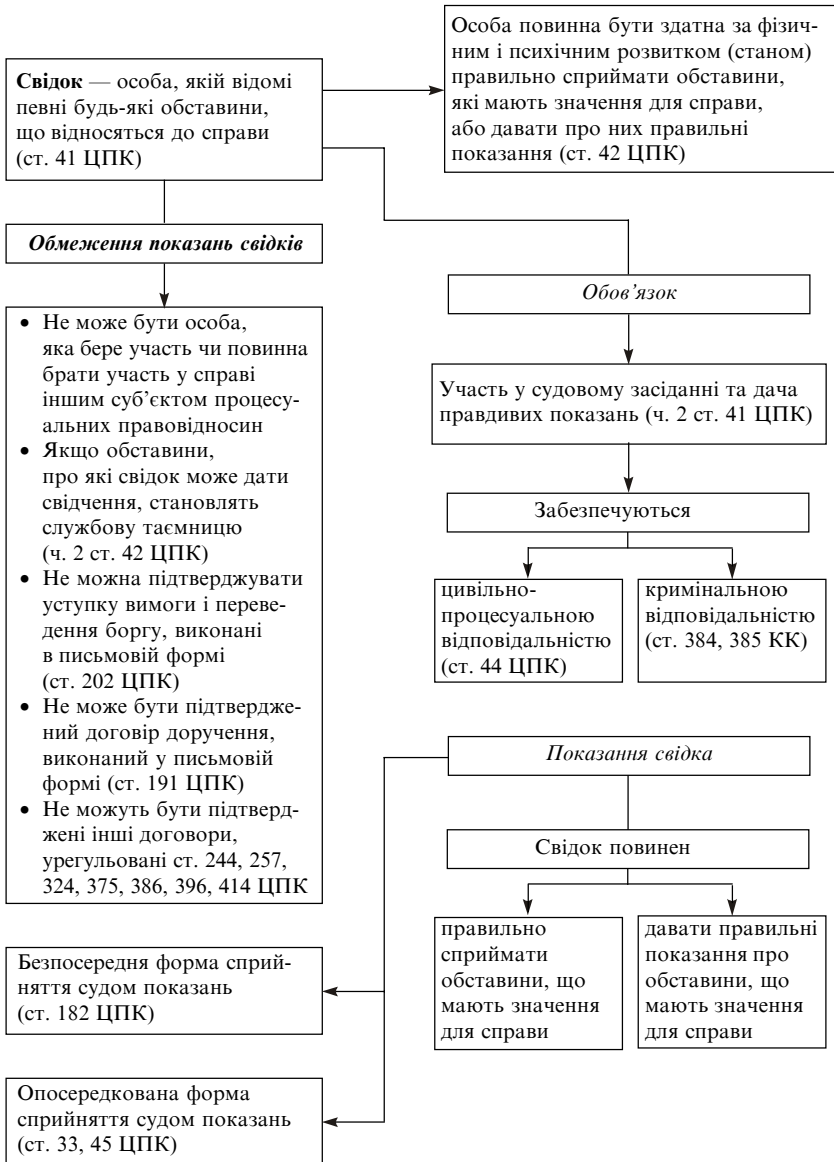 Свідок — особа, якій відомі
певні будь-які обставини,
що відносяться до справи
(ст. 41 ЦПК)
Особа повинна бути здатна за фізич-
ним і психічним розвитком (станом)
правильно сприймати обставини,
які мають значення для справи,
або давати про них правильні
показання (ст. 42 ЦПК)
Обмеження показань свідків
• Не може бути особа,
яка бере участь чи повинна
брати участь у справі
іншим суб’єктом процесу-
альних правовідносин
• Якщо обставини,
про які свідок може дати
свідчення, становлять
службову таємницю
(ч. 2 ст. 42 ЦПК)
• Не можна підтверджувати
уступку вимоги і переве-
дення боргу, виконані
в письмовій формі
(ст. 202 ЦПК)
• Не може бути підтвердже-
ний договір доручення,
виконаний у письмовій
формі (ст. 191 ЦПК)
• Не можуть бути підтвер-
джені інші договори,
урегульовані ст. 244, 257,
324, 375, 386, 396, 414 ЦПК
Обов’язок
Участь у судовому засіданні та дача
правдивих показань (ч. 2 ст. 41 ЦПК)
Забезпечуються
цивільно-
процесуальною
відповідальністю
(ст. 44 ЦПК)
кримінальною
відповідальністю
(ст. 384, 385 КК)
Показання свідка
Свідок повинен
правильно
сприймати
обставини, що
мають значення
для справи
давати правильні
показання про
обставини, що
мають значення
для справи
Безпосередня форма сприй-
няття судом показань
(ст. 182 ЦПК)
Опосередкована форма
сприйняття судом показань
(ст. 33, 45 ЦПК)